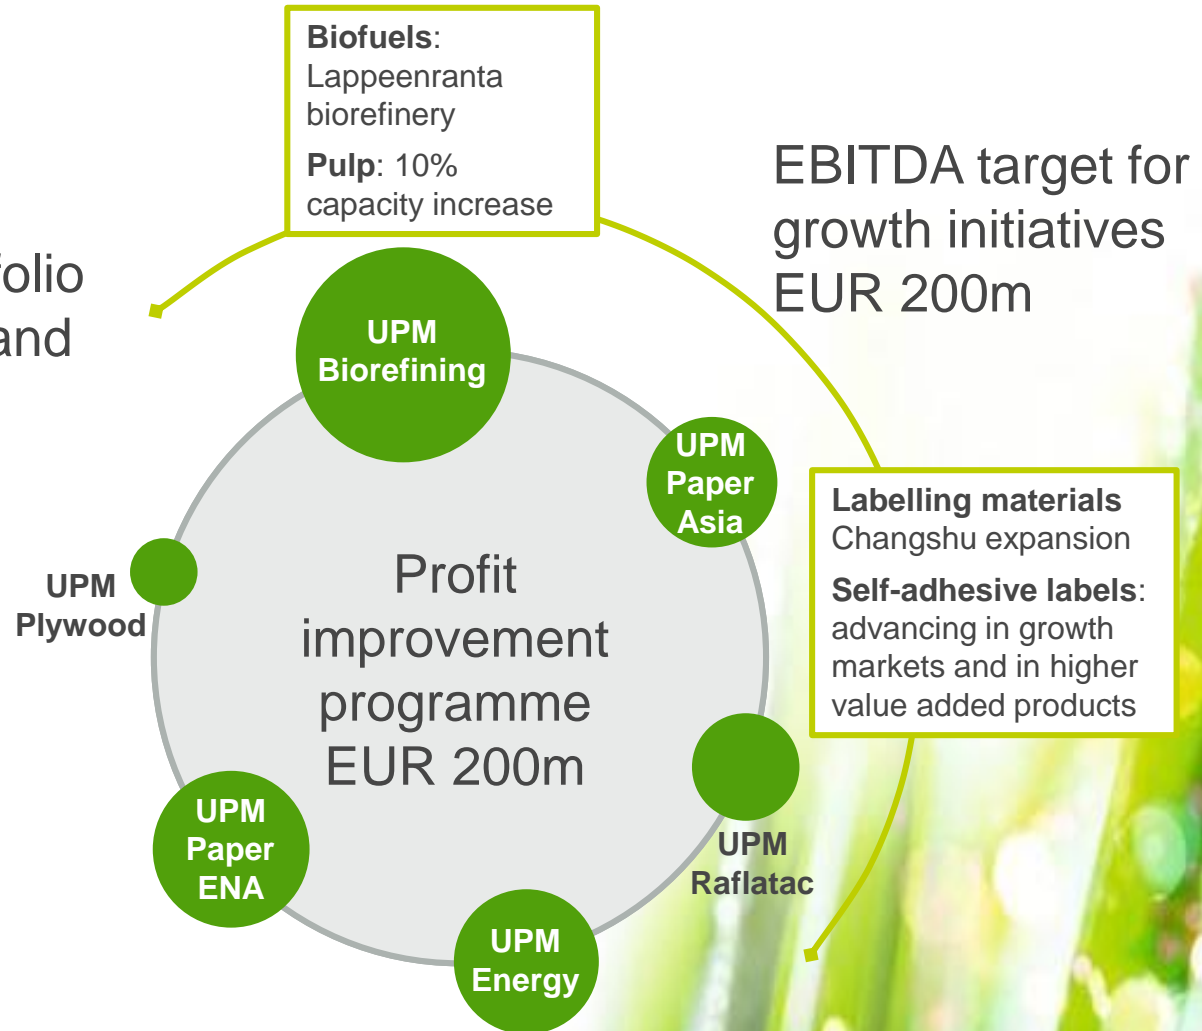 Biofuels:
Lappeenranta
biorefinery
Pulp: 10%
capacity increase
EBITDA target for
growth initiatives
EUR 200m
folio
and
UPM
Biorefining
UPM
Paper
Asia
Labelling materials
Changshu expansion
Self-adhesive labels:
advancing in growth
markets and in higher
value added products
UPM
Plywood
Profit
improvement
programme
EUR 200m
UPM
Paper
ENA
UPM
Raflatac
UPM
Energy